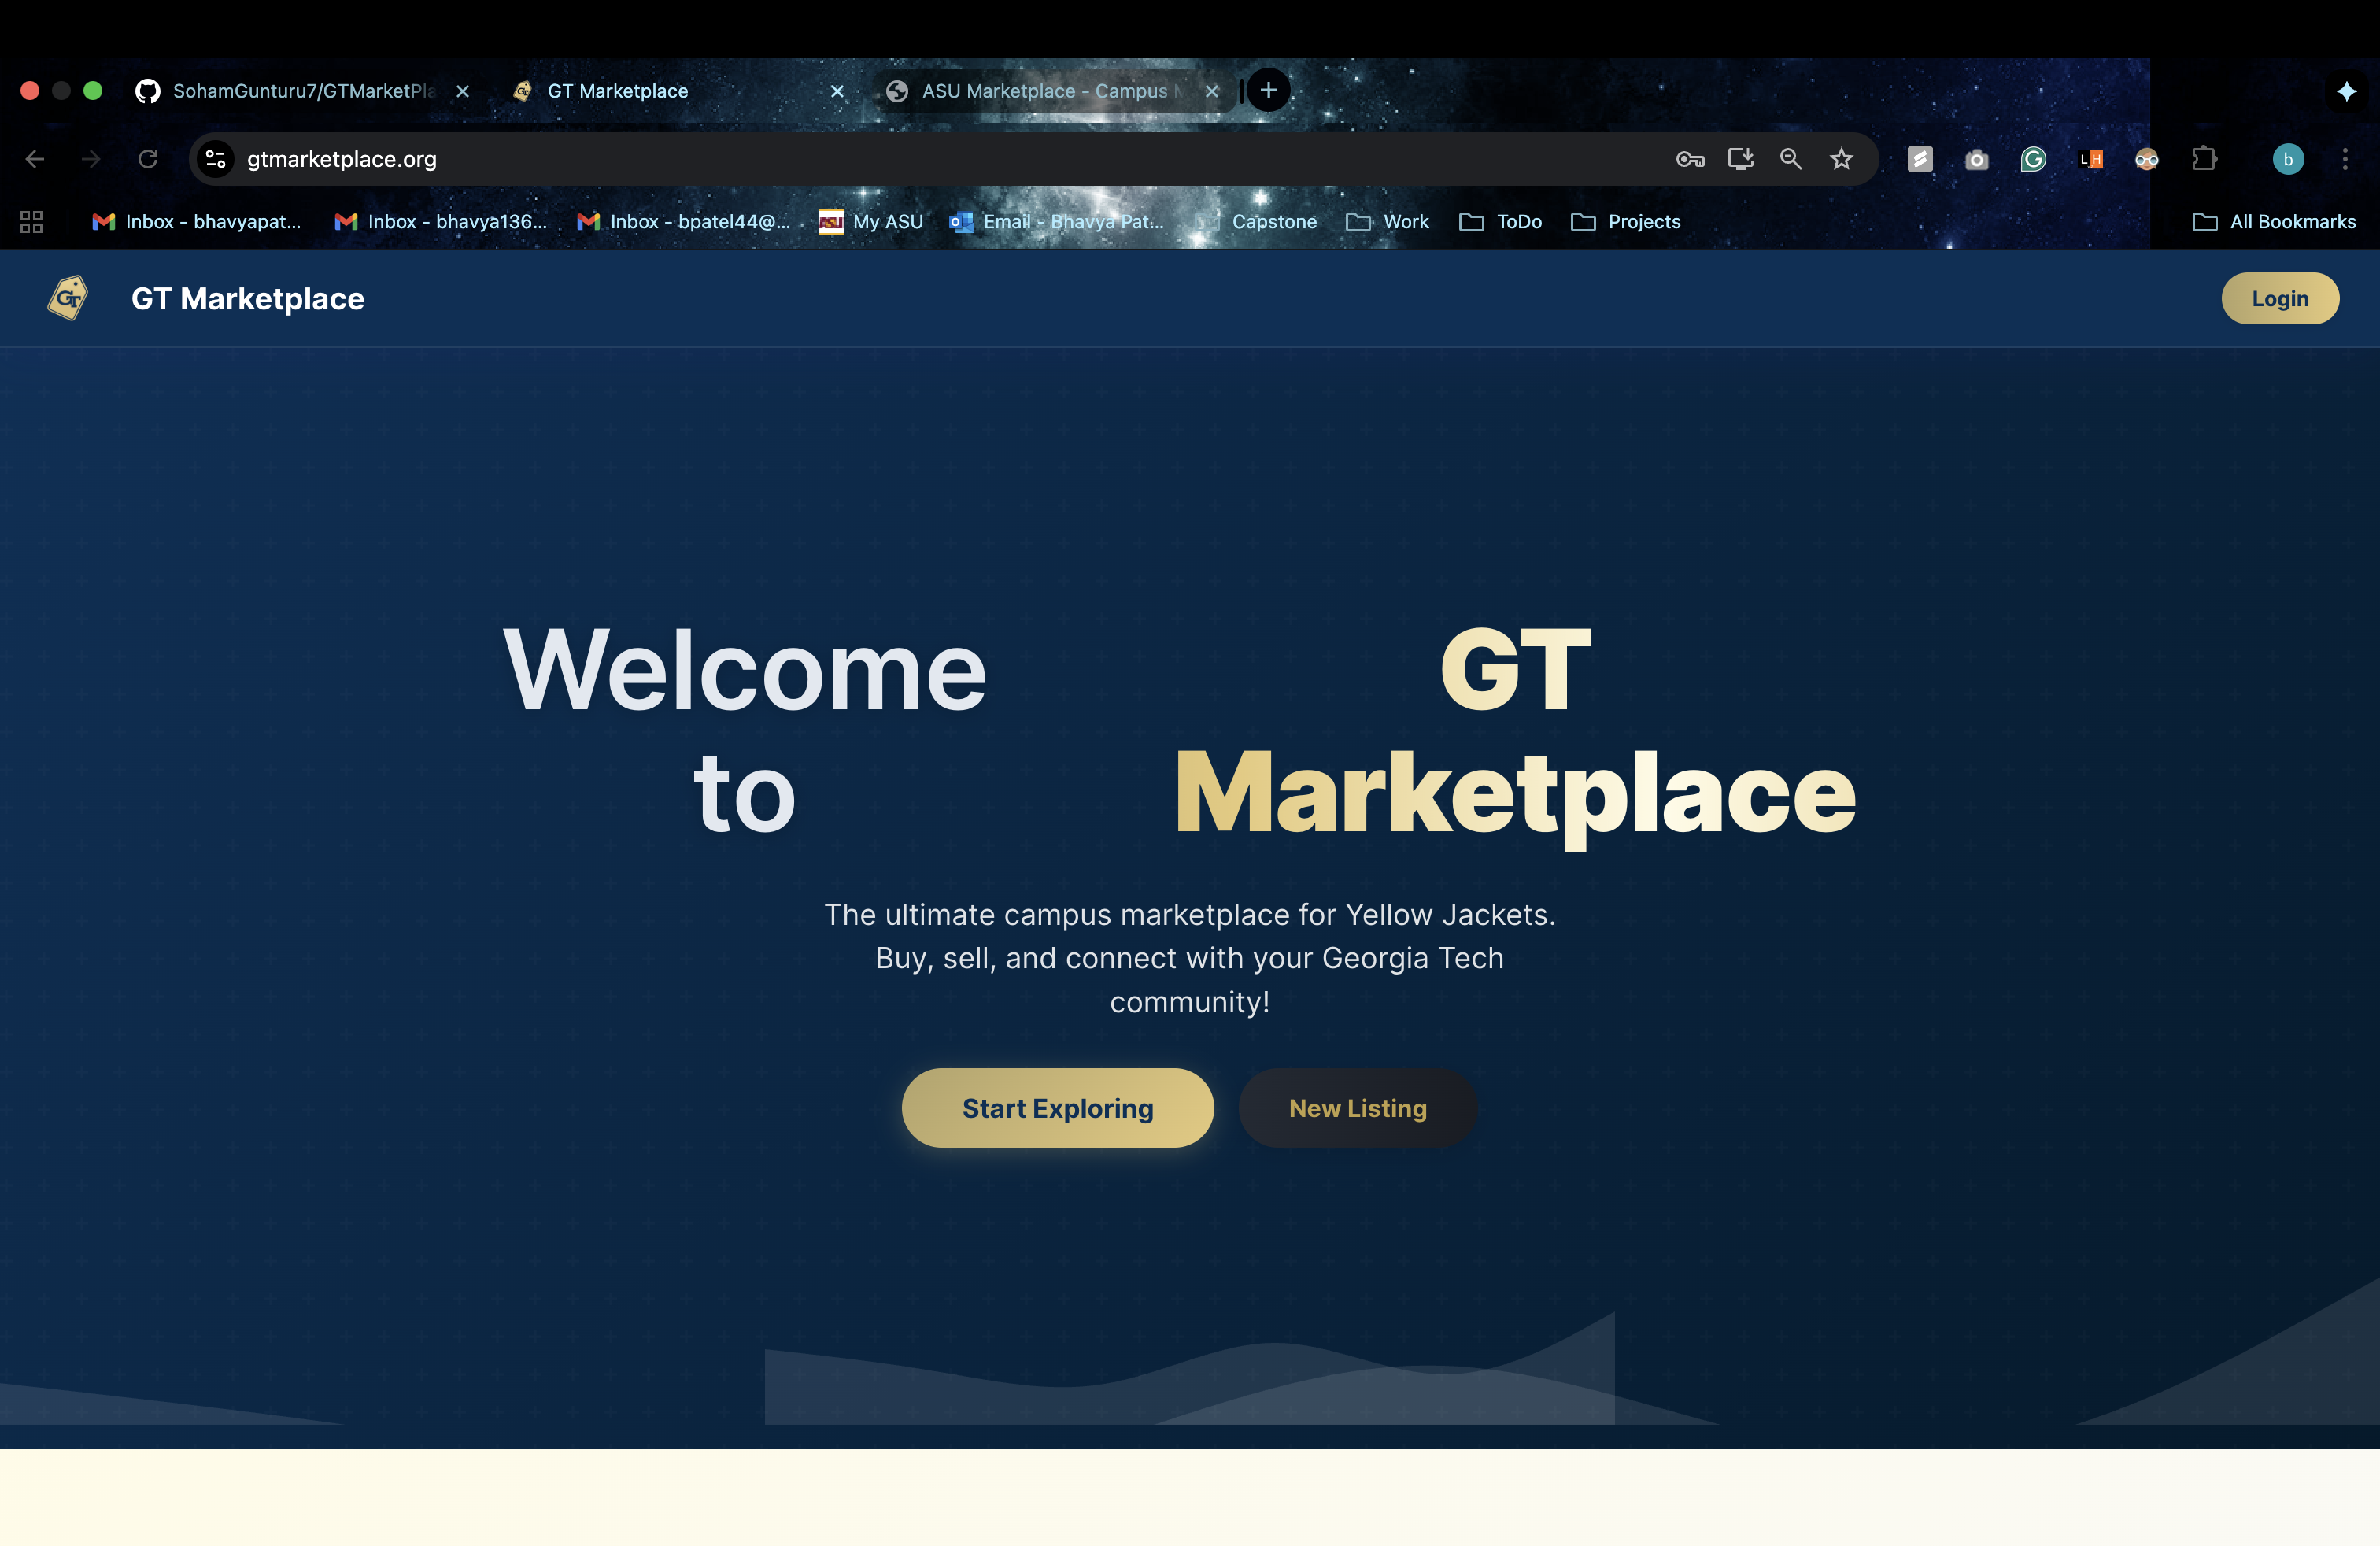 SohamGunturu7/GTMarketPla
GT Marketplace
ASU Marketplace - Campus
gtmarketplace.org
b
Inbox - bhavyapat...
Inbox - bhavya136...
Inbox - bpatel44@...
My ASU
Email - Bhavya Pat...
Capstone
Work
ToDo
Projects
All Bookmarks
GT
GT Marketplace
Login
Welcome
to
GT
Marketplace
The ultimate campus marketplace for Yellow Jackets.
Buy, sell, and connect with your Georgia Tech
community!
Start Exploring
New Listing